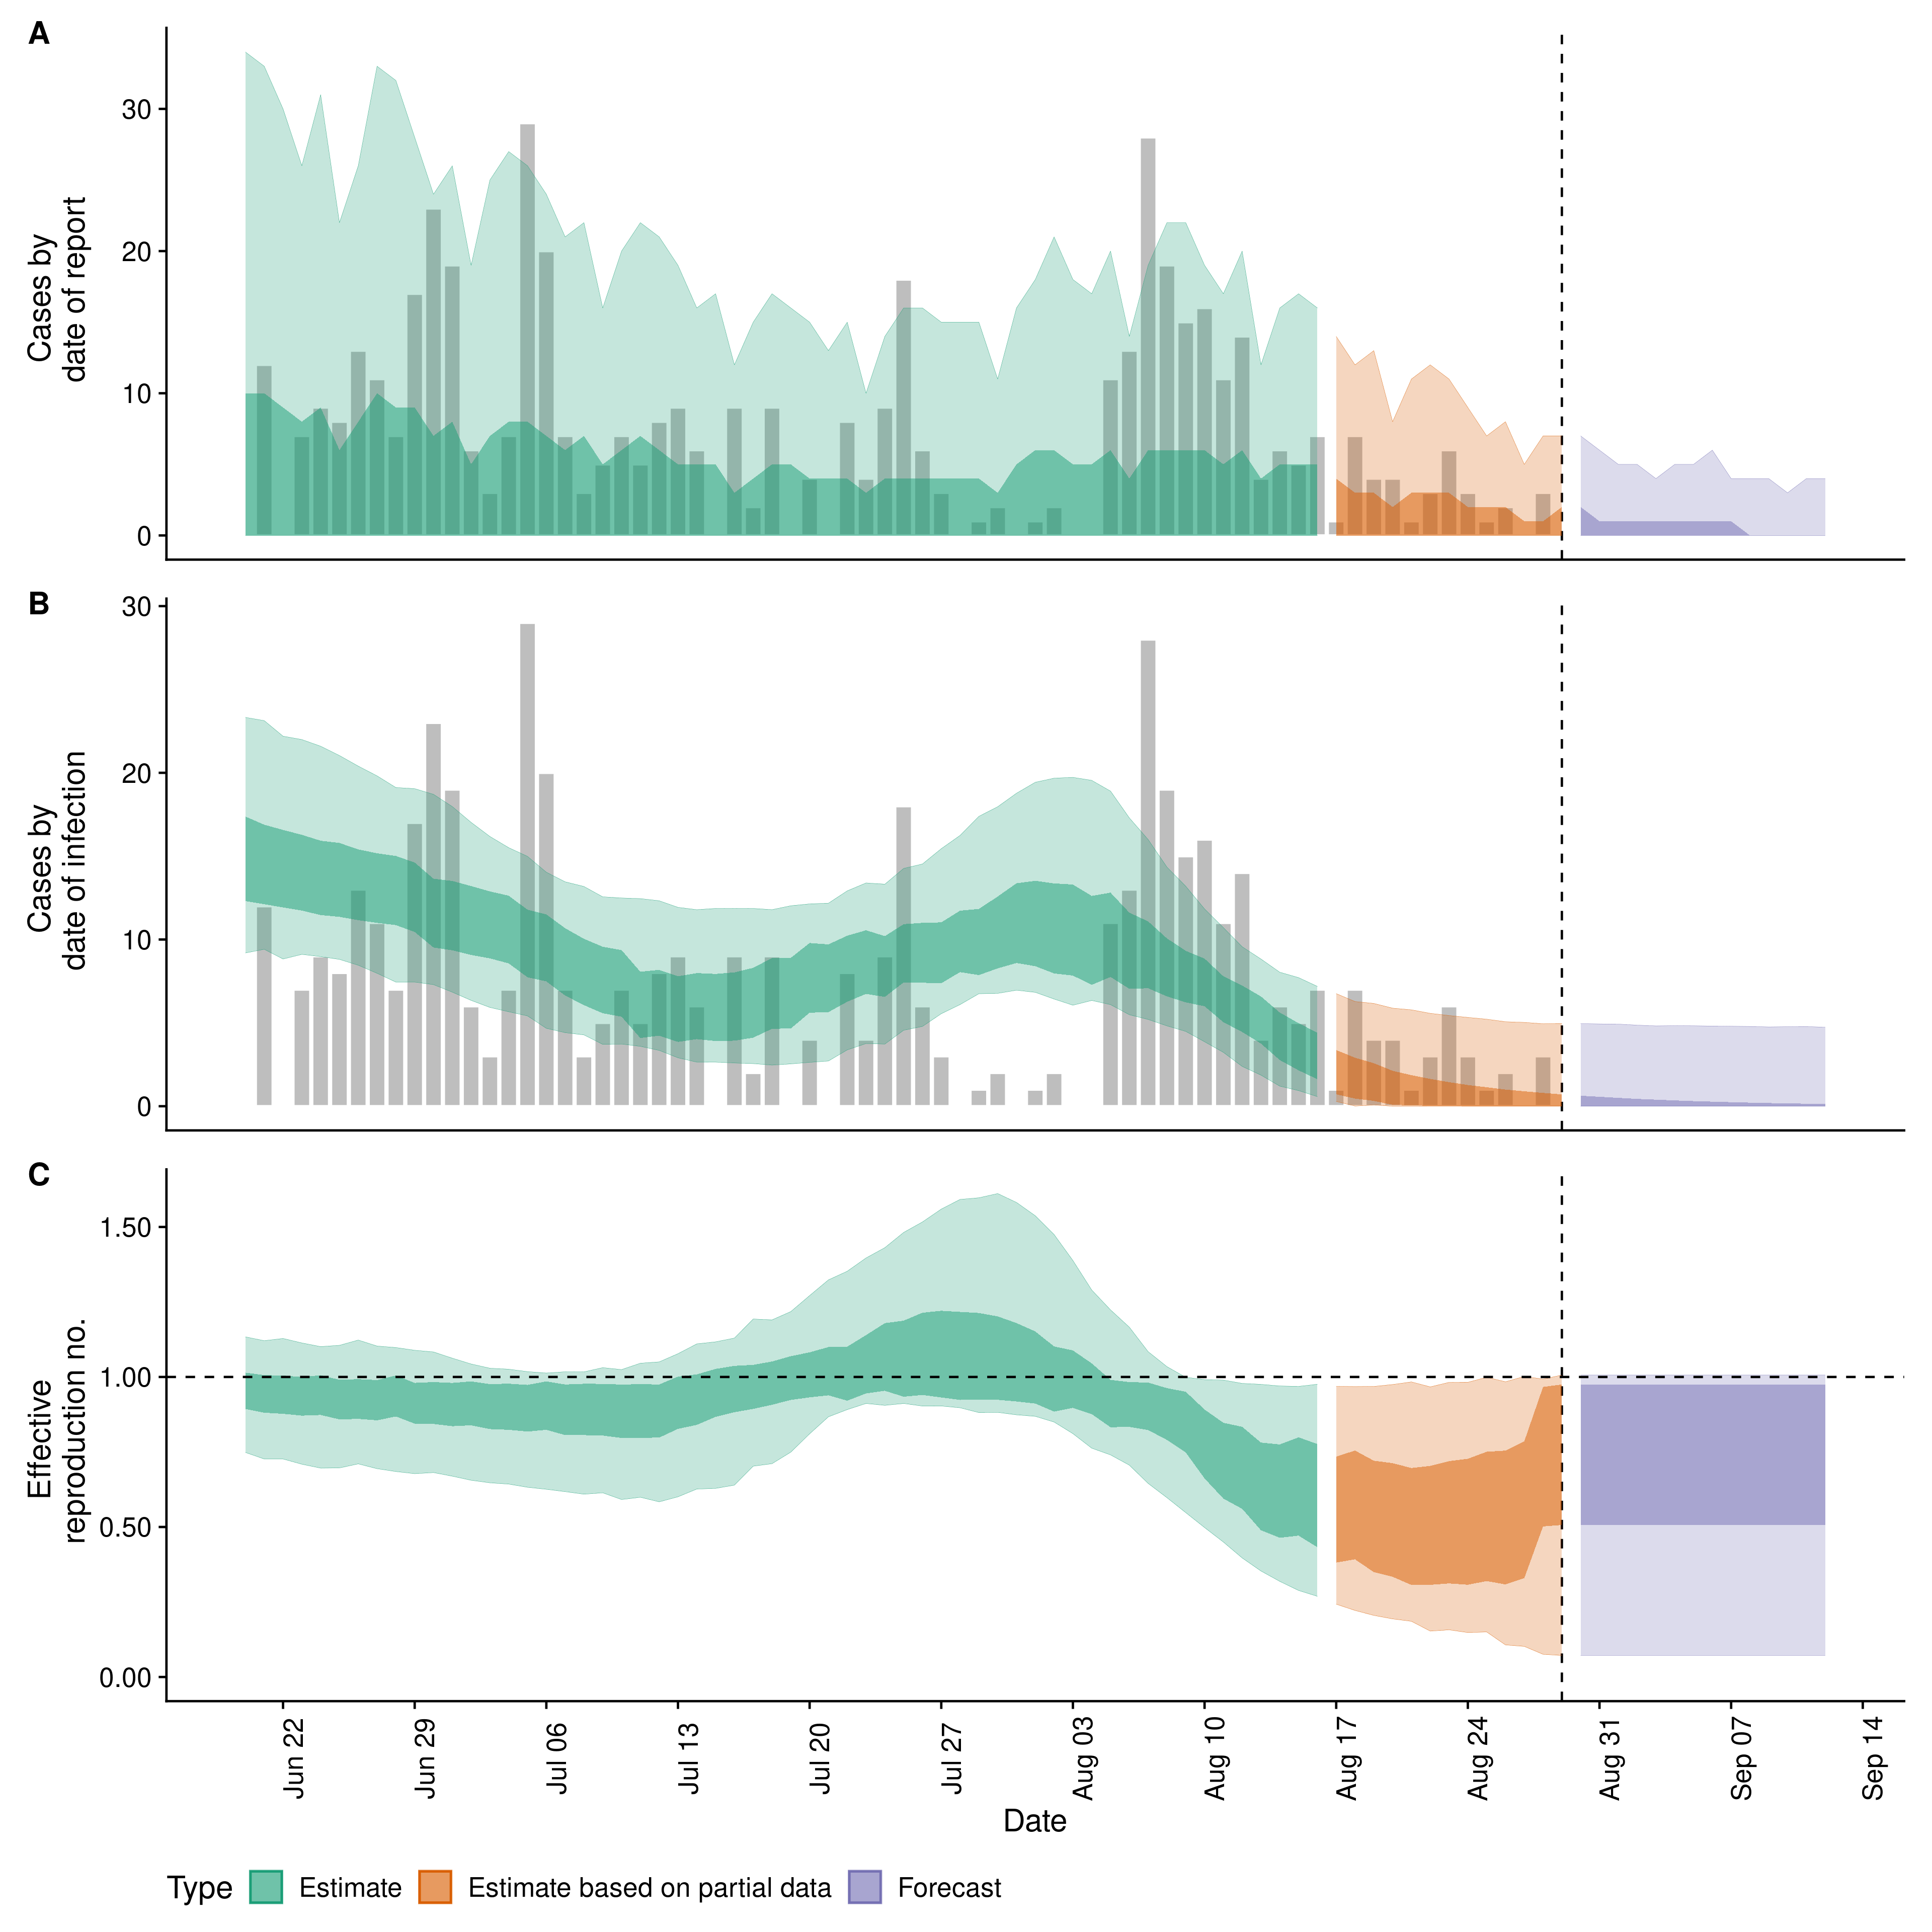 A
Cases by
date of report
30
20
10
0
B
Cases by
date of infection
30
20
10
0
C
Effective
reproduction no.
1.50
1.00
0.50
0.00
Jun 22
Jun 29
Jul 06
Jul 13
Jul 20
Jul 27
Aug 03
Aug 10
Aug 17
Aug 24
Aug 31
Sep 07
Sep 14
Date
Type Estimate Estimate based on partial data Forecast